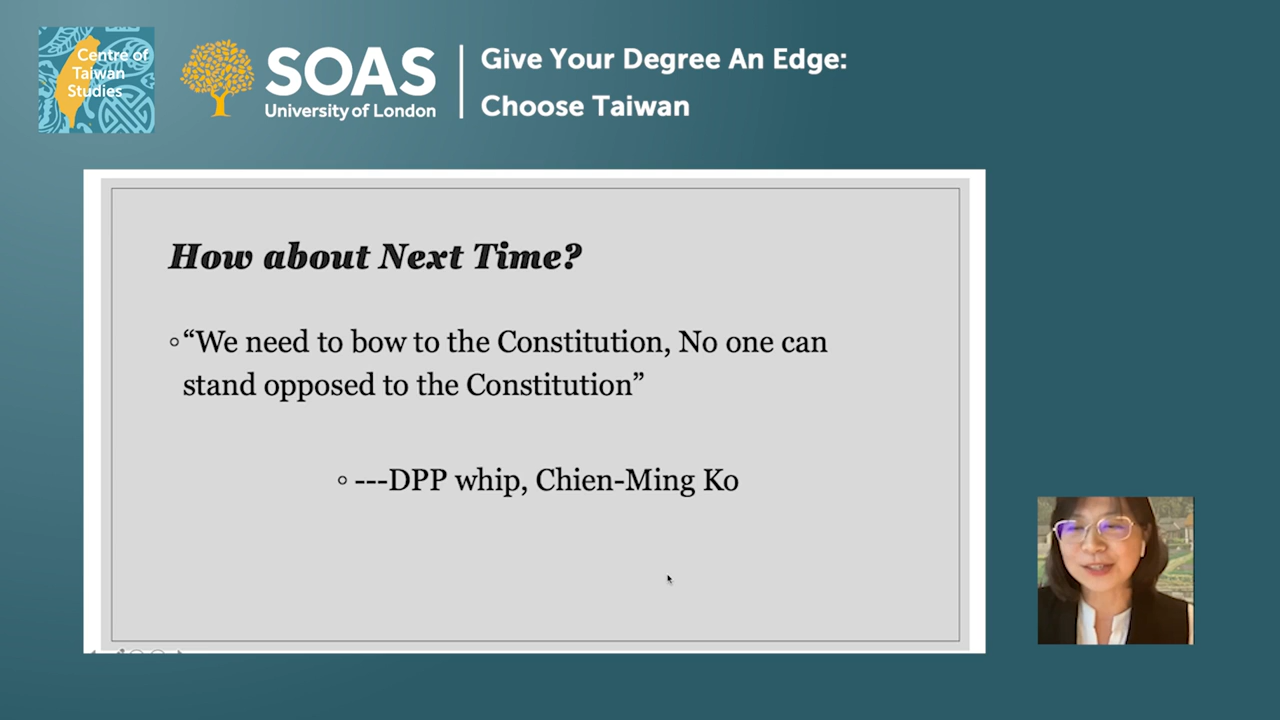 Centre of
Taiwan
Studies
SOAS
University of London
Give Your Degree An Edge:
Choose Taiwan
How about Next Time?
“We need to bow to the Constitution, No one can
stand opposed to the Constitution”
---DPP whip, Chien-Ming Ko